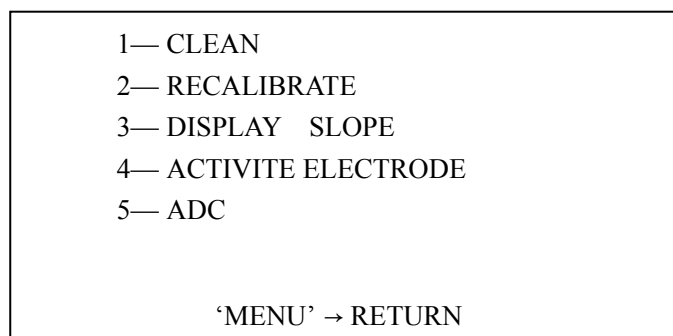 1— CLEAN
2— RECALIBRATE
3— DISPLAY SLOPE
4— ACTIVITE ELECTRODE
5— ADC
‘MENU’ → RETURN